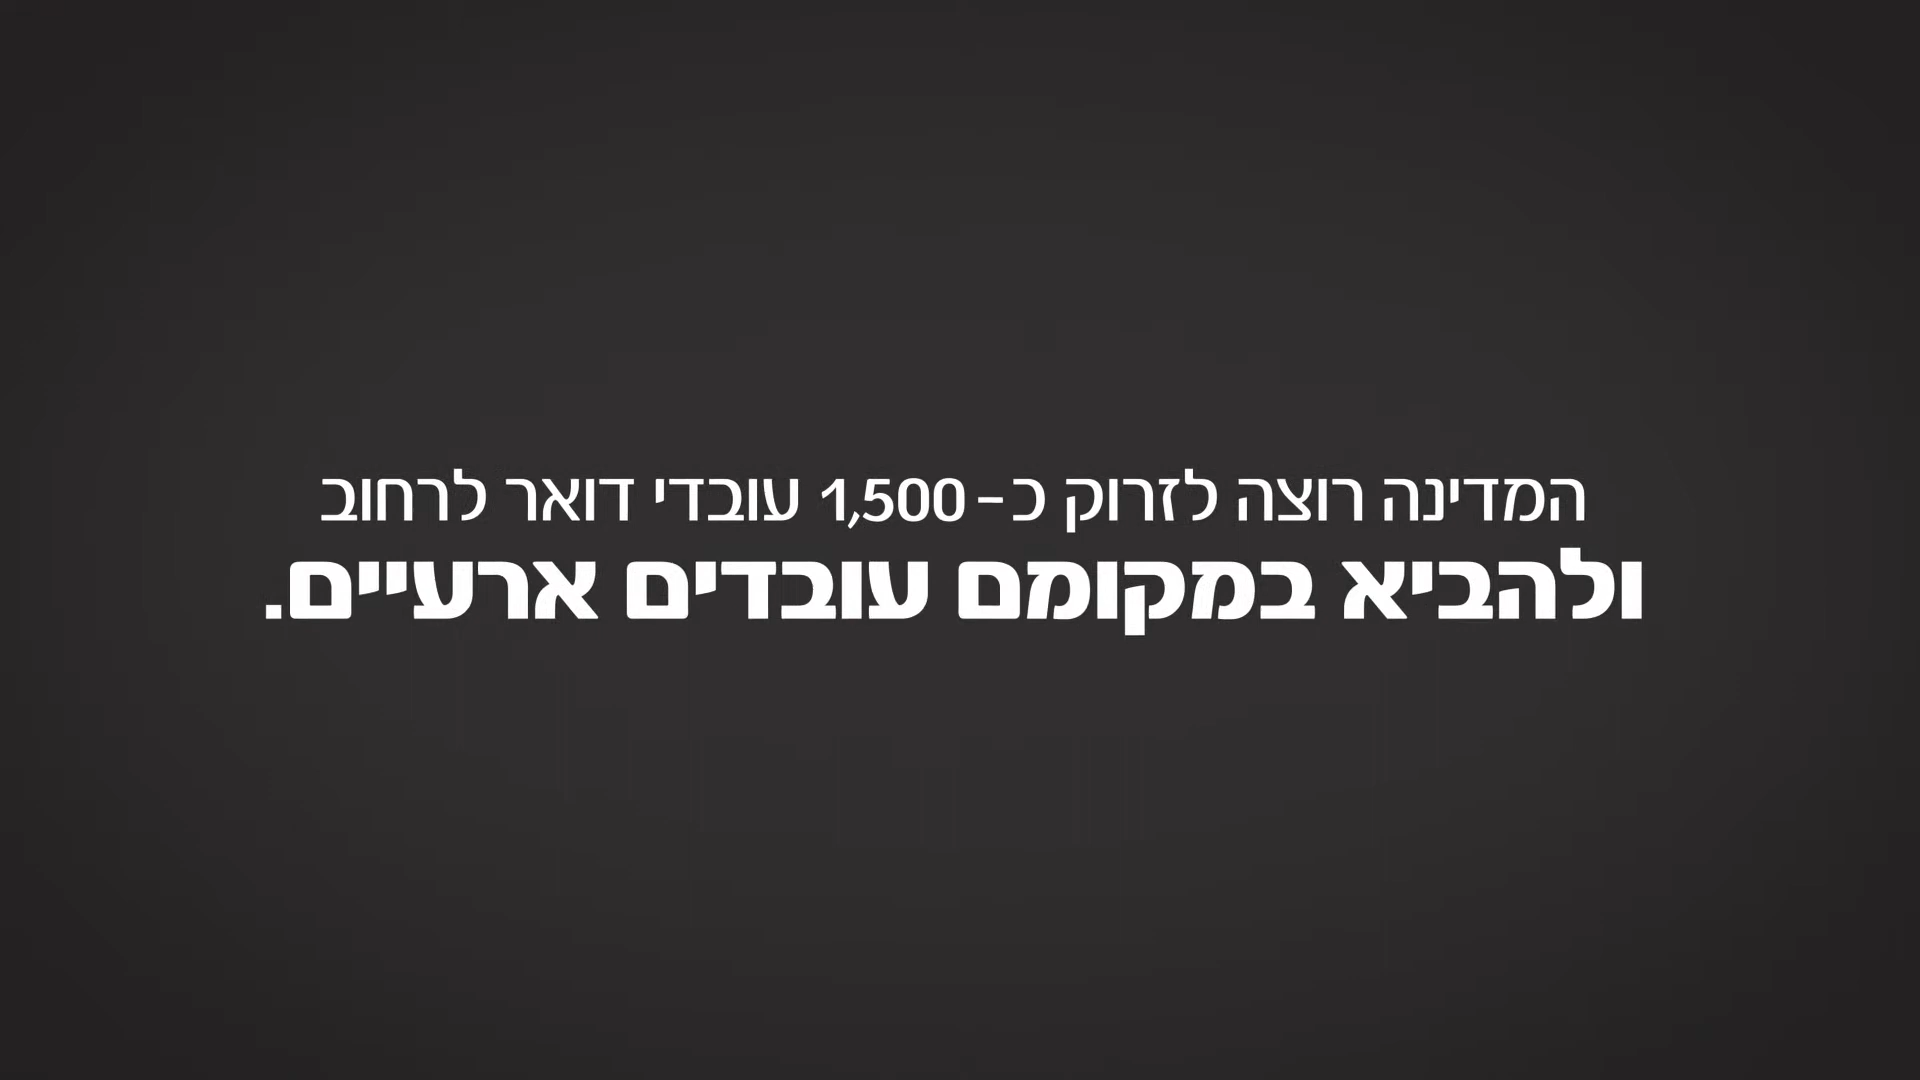 המדינה רוצה לזרוק כ-1,500 עובדי דואר לרחוב
ולהביא במקומם עובדים ארעיים.